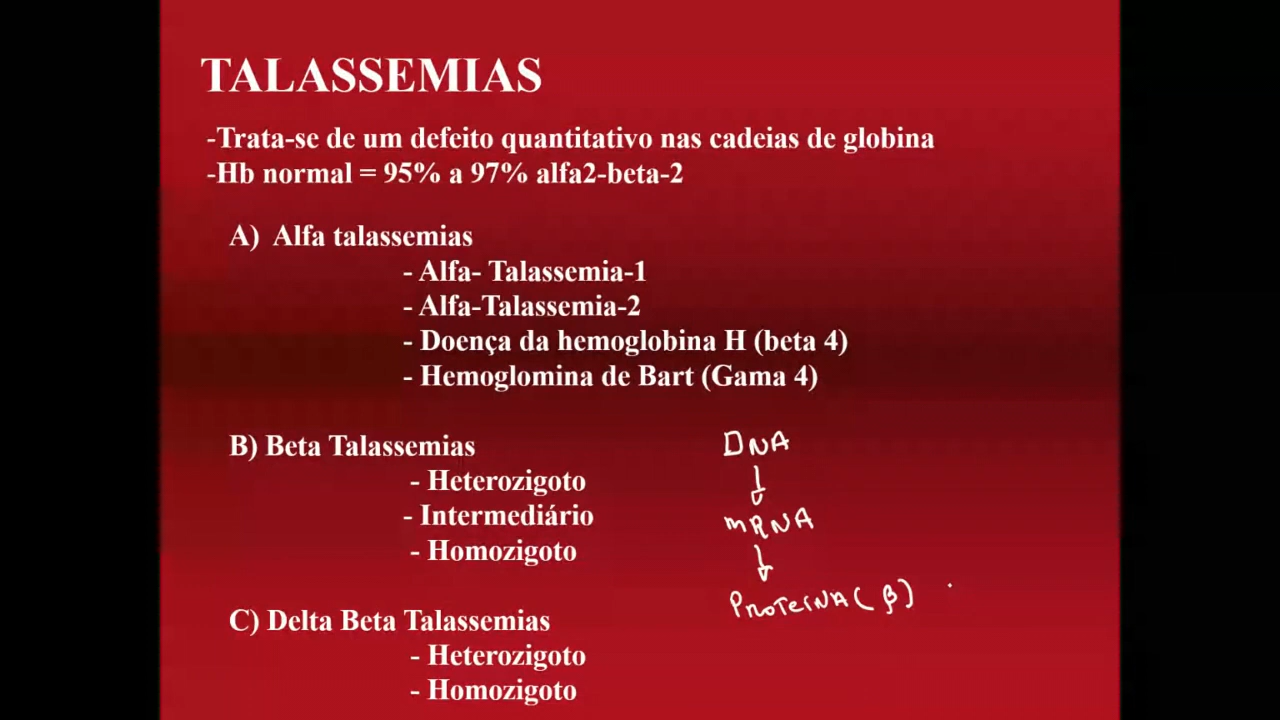 TALASSEMIAS
-Trata-se de um defeito quantitativo nas cadeias de globina
-Hb normal = 95% a 97% alfa2-beta-2
A) Alfa talassemias
- Alfa- Talassemia-1
- Alfa-Talassemia-2
- Doença da hemoglobina H (beta 4)
- Hemoglomina de Bart (Gama 4)
B) Beta Talassemias
- Heterozigoto
- Intermediário
- Homozigoto
DNA
↓
mRNA
↓
PROTEINA (β)
C) Delta Beta Talassemias
- Heterozigoto
- Homozigoto